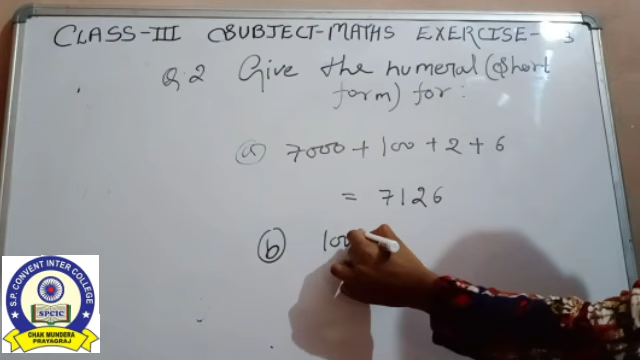 CLASS-III SUBJECT-MATHS EXERCISE-
Q.2 Give the numeral (short
form) for:
(a) 7000 + 100 + 2 + 6
= 7126
(b) 100
S.P. CONVENT INTER COLLEGE
SPCIC
CHAK MUNDERA
PRAYAGRAJ